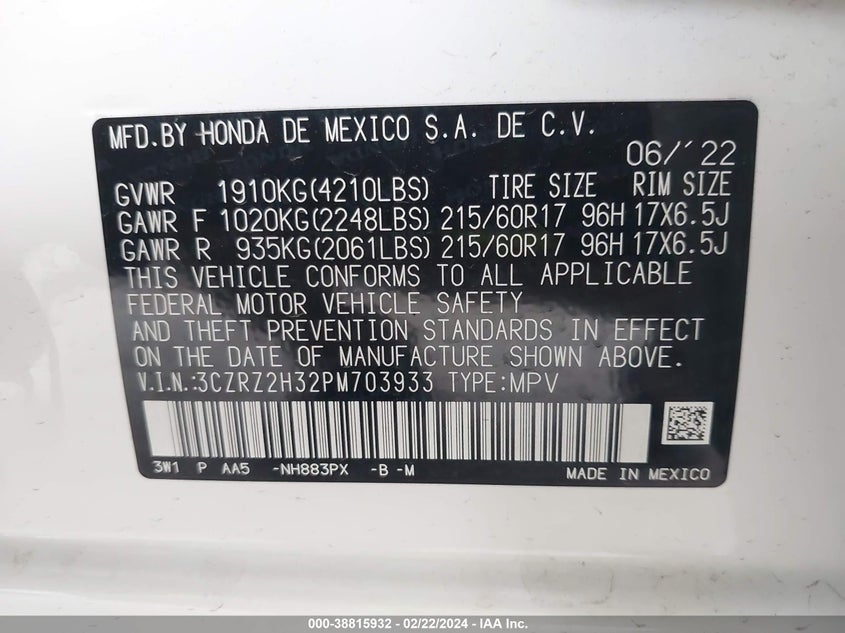 MFD.BY HONDA DE MEXICO S.A. DE C.V.
06/'22
GVWR 1910KG(4210LBS) TIRE SIZE RIM SIZE
GAWR F 1020KG(2248LBS) 215/60R17 96H 17X6.5J
GAWR R 935KG(2061LBS) 215/60R17 96H 17X6.5J
THIS VEHICLE CONFORMS TO ALL APPLICABLE
FEDERAL MOTOR VEHICLE SAFETY
AND THEFT PREVENTION STANDARDS IN EFFECT
ON THE DATE OF MANUFACTURE SHOWN ABOVE.
V.I.N.:3CZRZ2H32PM703933 TYPE:MPV
3W1 P AA5 -NH883PX -B -M MADE IN MEXICO
000-38815932 - 02/22/2024 - IAA Inc.